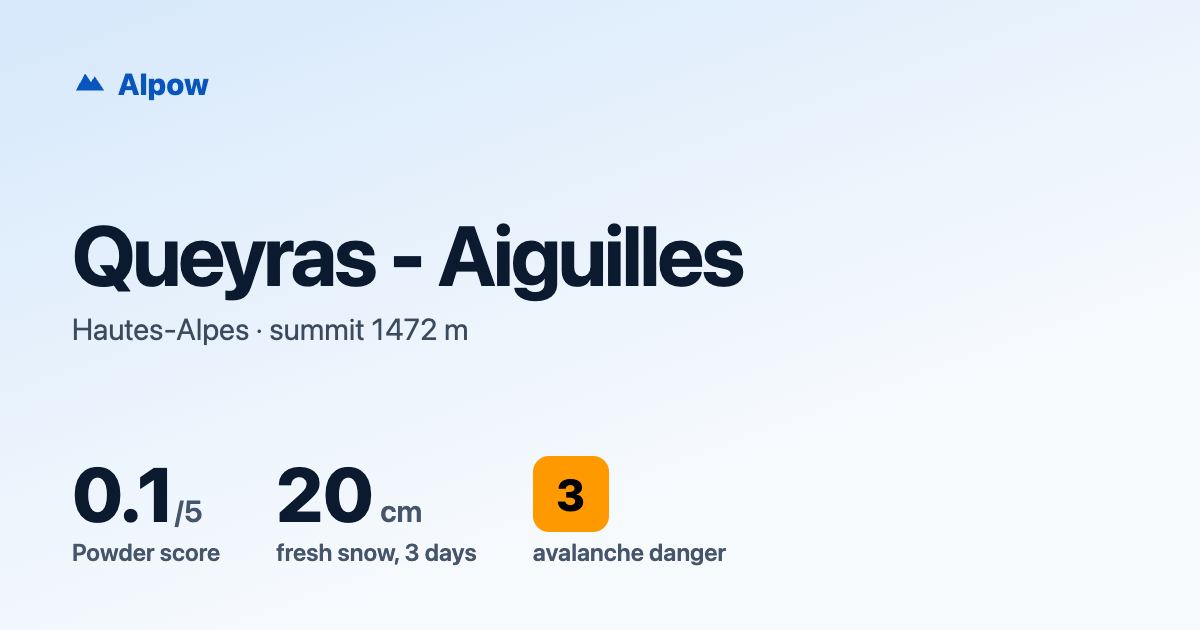 Alpow
Queyras - Aiguilles
Hautes-Alpes · summit 1472 m
0.1/5 20 cm 3
Powder score fresh snow, 3 days avalanche danger